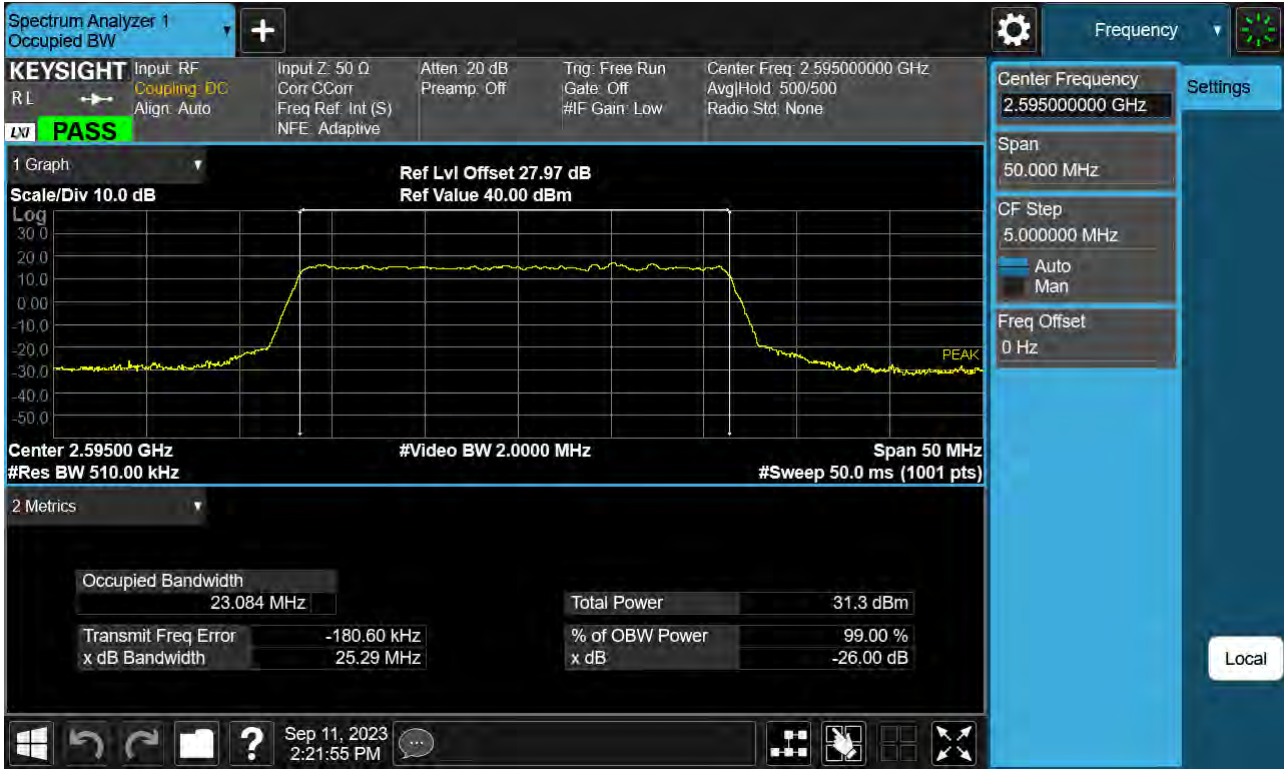 Spectrum Analyzer 1
Occupied BW
Frequency
KEYSIGHT
R L
LXI
PASS
Input: RF
Coupling: DC
Align: Auto
Input Z: 50 Ω
Corr CCorr
Freq Ref: Int (S)
NFE: Adaptive
Atten: 20 dB
Preamp: Off
Trig: Free Run
Gate: Off
#IF Gain: Low
Center Freq: 2.595000000 GHz
Avg|Hold: 500/500
Radio Std: None
Center Frequency
2.595000000 GHz
Settings
Span
50.000 MHz
CF Step
5.000000 MHz
Auto
Man
Freq Offset
0 Hz
Local
1 Graph
Ref Lvl Offset 27.97 dB
Scale/Div 10.0 dB
Ref Value 40.00 dBm
Log
30.0
20.0
10.0
0.00
-10.0
-20.0
-30.0
-40.0
-50.0
PEAK
Center 2.59500 GHz
#Video BW 2.0000 MHz
Span 50 MHz
#Res BW 510.00 kHz
#Sweep 50.0 ms (1001 pts)
2 Metrics
Occupied Bandwidth
23.084 MHz
Total Power
31.3 dBm
Transmit Freq Error
-180.60 kHz
% of OBW Power
99.00 %
x dB Bandwidth
25.29 MHz
x dB
-26.00 dB
?
Sep 11, 2023
2:21:55 PM